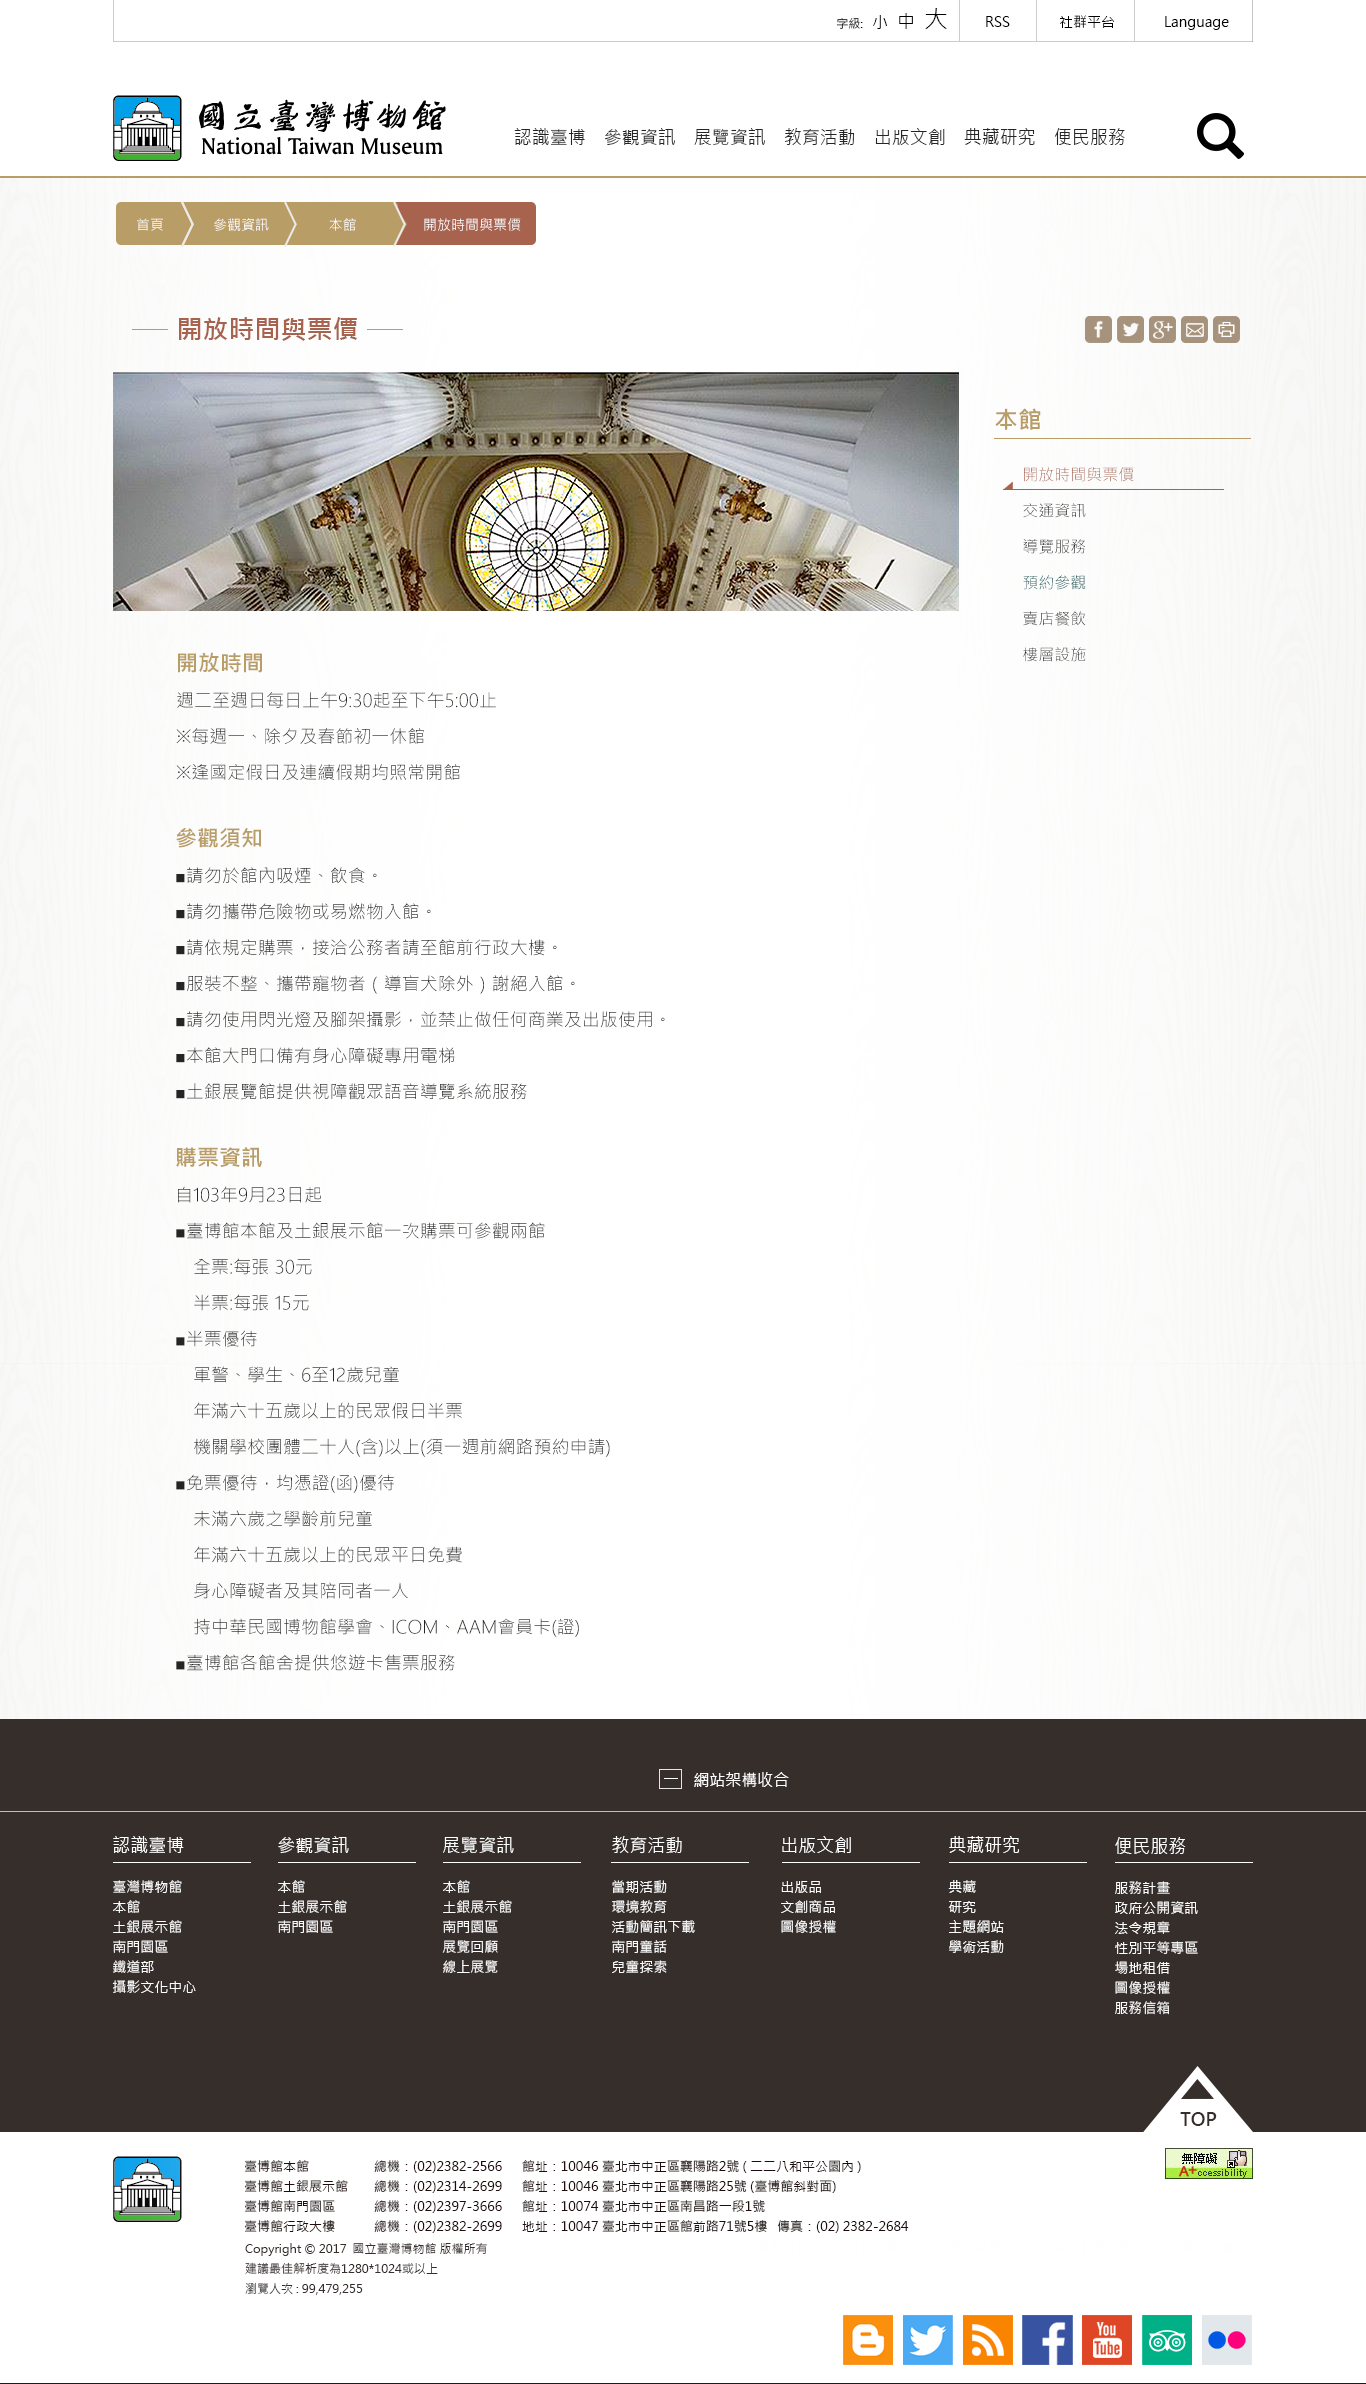 字級: 小 中 大 RSS 社群平台 Language
國立臺灣博物館
National Taiwan Museum
認識臺博 參觀資訊 展覽資訊 教育活動 出版文創 典藏研究 便民服務
首頁 參觀資訊 本館 開放時間與票價
開放時間與票價
本館
開放時間與票價
交通資訊
導覽服務
預約參觀
賣店餐飲
樓層設施
開放時間
週二至週日每日上午9:30起至下午5:00止
※每週一、除夕及春節初一休館
※逢國定假日及連續假期均照常開館
參觀須知
■請勿於館內吸煙、飲食。
■請勿攜帶危險物或易燃物入館。
■請依規定購票，接洽公務者請至館前行政大樓。
■服裝不整、攜帶寵物者（導盲犬除外）謝絕入館。
■請勿使用閃光燈及腳架攝影，並禁止做任何商業及出版使用。
■本館大門口備有身心障礙專用電梯
■土銀展覽館提供視障觀眾語音導覽系統服務
購票資訊
自103年9月23日起
■臺博館本館及土銀展示館一次購票可參觀兩館
全票:每張 30元
半票:每張 15元
■半票優待
軍警、學生、6至12歲兒童
年滿六十五歲以上的民眾假日半票
機關學校團體二十人(含)以上(須一週前網路預約申請)
■免票優待，均憑證(函)優待
未滿六歲之學齡前兒童
年滿六十五歲以上的民眾平日免費
身心障礙者及其陪同者一人
持中華民國博物館學會、ICOM、AAM會員卡(證)
■臺博館各館舍提供悠遊卡售票服務
網站架構收合
認識臺博
臺灣博物館
本館
土銀展示館
南門園區
鐵道部
攝影文化中心
參觀資訊
本館
土銀展示館
南門園區
展覽資訊
本館
土銀展示館
南門園區
展覽回顧
線上展覽
教育活動
當期活動
環境教育
活動簡訊下載
南門童話
兒童探索
出版文創
出版品
文創商品
圖像授權
典藏研究
典藏
研究
主題網站
學術活動
便民服務
服務計畫
政府公開資訊
法令規章
性別平等專區
場地租借
圖像授權
服務信箱
TOP
無障礙
A+ccessibility
臺博館本館 總機：(02)2382-2566 館址：10046 臺北市中正區襄陽路2號 ( 二二八和平公園內 )
臺博館土銀展示館 總機：(02)2314-2699 館址：10046 臺北市中正區襄陽路25號 (臺博館斜對面)
臺博館南門園區 總機：(02)2397-3666 館址：10074 臺北市中正區南昌路一段1號
臺博館行政大樓 總機：(02)2382-2699 地址：10047 臺北市中正區館前路71號5樓 傳真：(02) 2382-2684
Copyright © 2017 國立臺灣博物館 版權所有
建議最佳解析度為1280*1024或以上
瀏覽人次 : 99,479,255
You
Tube